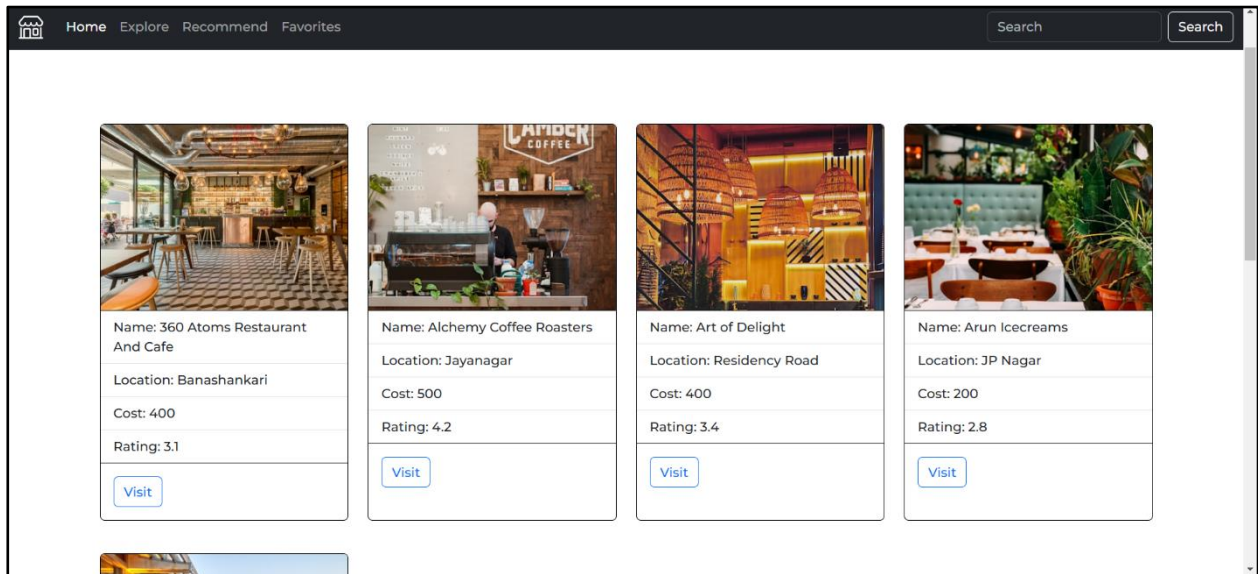 Home Explore Recommend Favorites Search Search
CAMBER
COFFEE
Name: 360 Atoms Restaurant
And Cafe
Location: Banashankari
Cost: 400
Rating: 3.1
Visit
Name: Alchemy Coffee Roasters
Location: Jayanagar
Cost: 500
Rating: 4.2
Visit
Name: Art of Delight
Location: Residency Road
Cost: 400
Rating: 3.4
Visit
Name: Arun Icecreams
Location: JP Nagar
Cost: 200
Rating: 2.8
Visit